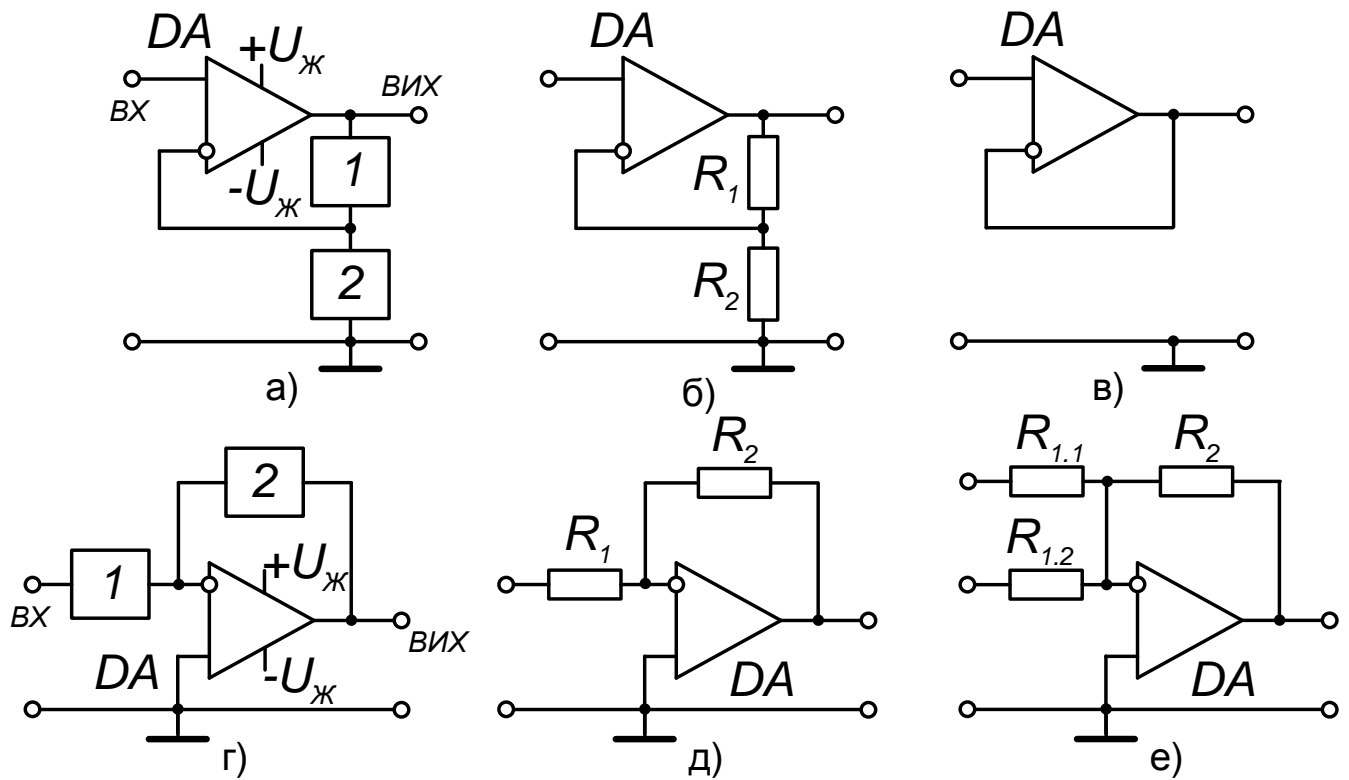 DA
+Uж
ВХ
ВИХ
-Uж
1
2
а)
DA
R1
R2
б)
DA
в)
2
1
ВХ
+Uж
ВИХ
DA
-Uж
г)
R2
R1
DA
д)
R1.1
R2
R1.2
DA
е)